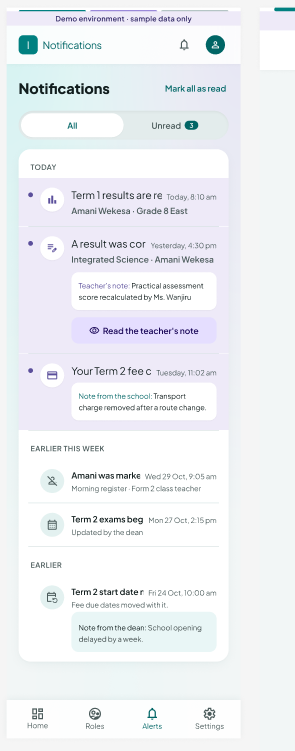 Demo environment · sample data only
Notifications
Notifications
Mark all as read
All
Unread 3
TODAY
Term 1 results are re
Today, 8:10 am
Amani Wekesa · Grade 8 East
A result was cor
Yesterday, 4:30 pm
Integrated Science · Amani Wekesa
Teacher's note: Practical assessment
score recalculated by Ms. Wanjiru
Read the teacher's note
Your Term 2 fee c
Tuesday, 11:02 am
Note from the school: Transport
charge removed after a route change.
EARLIER THIS WEEK
Amani was marke
Wed 29 Oct, 9:05 am
Morning register · Form 2 class teacher
Term 2 exams beg
Mon 27 Oct, 2:15 pm
Updated by the dean
EARLIER
Term 2 start date
Fri 24 Oct, 10:00 am
Fee due dates moved with it.
Note from the dean: School opening
delayed by a week.
Home
Roles
Alerts
Settings